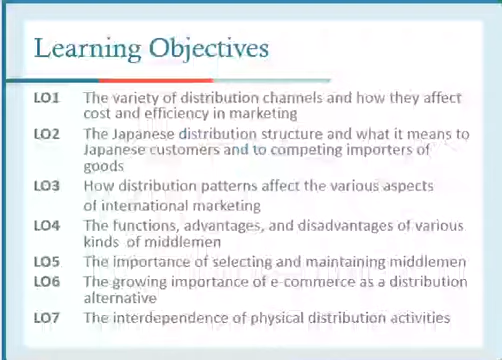 Learning Objectives
LO1 The variety of distribution channels and how they affect
cost and efficiency in marketing
LO2 The Japanese distribution structure and what it means to
Japanese customers and to competing importers of
goods
LO3 How distribution patterns affect the various aspects
of international marketing
LO4 The functions, advantages, and disadvantages of various
kinds of middlemen
LO5 The importance of selecting and maintaining middlemen
LO6 The growing importance of e-commerce as a distribution
alternative
LO7 The interdependence of physical distribution activities